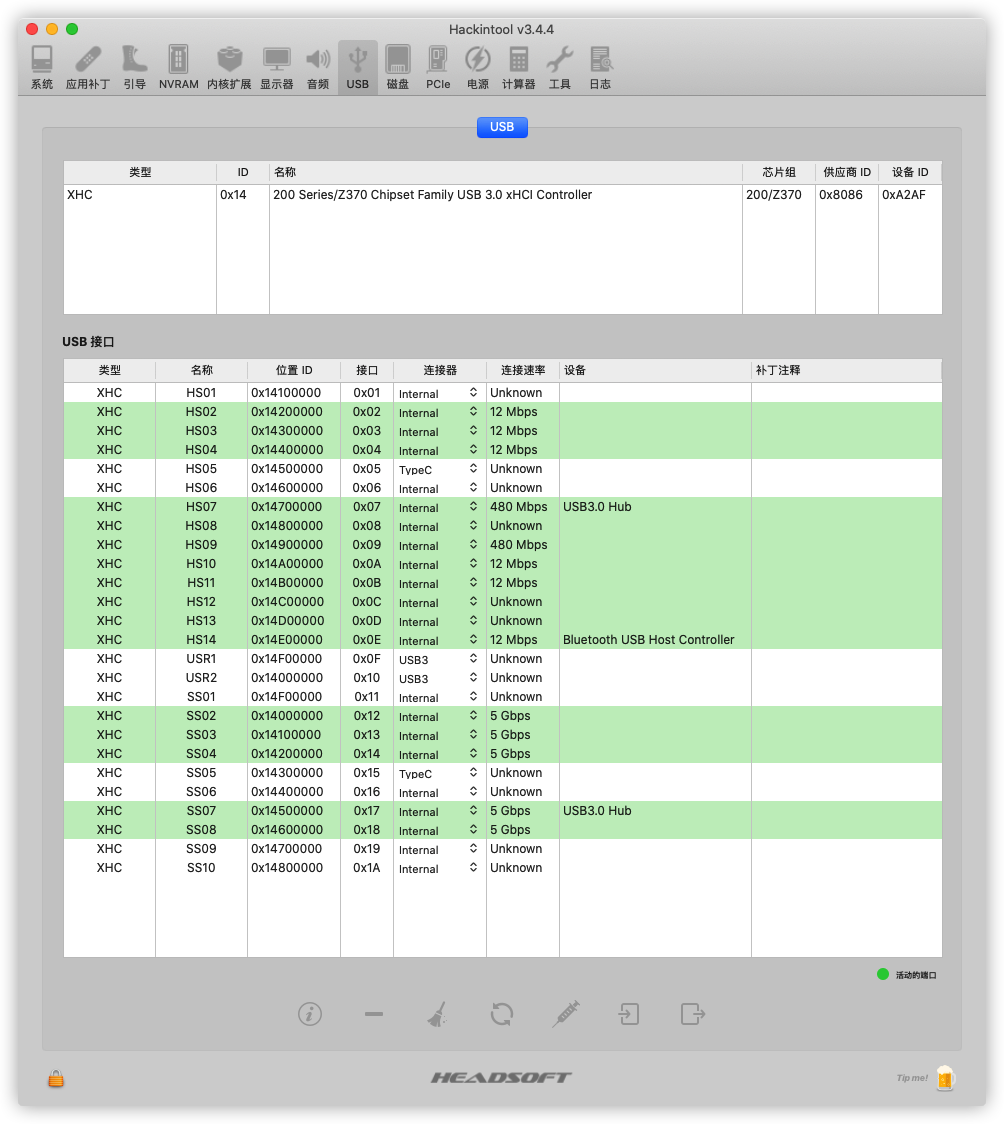 Hackintool v3.4.4
系统 应用补丁 引导 NVRAM 内核扩展 显示器 音频 USB 磁盘 PCIe 电源 计算器 工具 日志
USB
类型 ID 名称 芯片组 供应商 ID 设备 ID
XHC 0x14 200 Series/Z370 Chipset Family USB 3.0 xHCI Controller 200/Z370 0x8086 0xA2AF
USB 接口
类型 名称 位置 ID 接口 连接器 连接速率 设备 补丁注释
XHC HS01 0x14100000 0x01 Internal Unknown
XHC HS02 0x14200000 0x02 Internal 12 Mbps
XHC HS03 0x14300000 0x03 Internal 12 Mbps
XHC HS04 0x14400000 0x04 Internal 12 Mbps
XHC HS05 0x14500000 0x05 TypeC Unknown
XHC HS06 0x14600000 0x06 Internal Unknown
XHC HS07 0x14700000 0x07 Internal 480 Mbps USB3.0 Hub
XHC HS08 0x14800000 0x08 Internal Unknown
XHC HS09 0x14900000 0x09 Internal 480 Mbps
XHC HS10 0x14A00000 0x0A Internal 12 Mbps
XHC HS11 0x14B00000 0x0B Internal 12 Mbps
XHC HS12 0x14C00000 0x0C Internal Unknown
XHC HS13 0x14D00000 0x0D Internal Unknown
XHC HS14 0x14E00000 0x0E Internal 12 Mbps Bluetooth USB Host Controller
XHC USR1 0x14F00000 0x0F USB3 Unknown
XHC USR2 0x14000000 0x10 USB3 Unknown
XHC SS01 0x14F00000 0x11 Internal Unknown
XHC SS02 0x14000000 0x12 Internal 5 Gbps
XHC SS03 0x14100000 0x13 Internal 5 Gbps
XHC SS04 0x14200000 0x14 Internal 5 Gbps
XHC SS05 0x14300000 0x15 TypeC Unknown
XHC SS06 0x14400000 0x16 Internal Unknown
XHC SS07 0x14500000 0x17 Internal 5 Gbps USB3.0 Hub
XHC SS08 0x14600000 0x18 Internal 5 Gbps
XHC SS09 0x14700000 0x19 Internal Unknown
XHC SS10 0x14800000 0x1A Internal Unknown
活动的端口
HEADSOFT
Tip me!